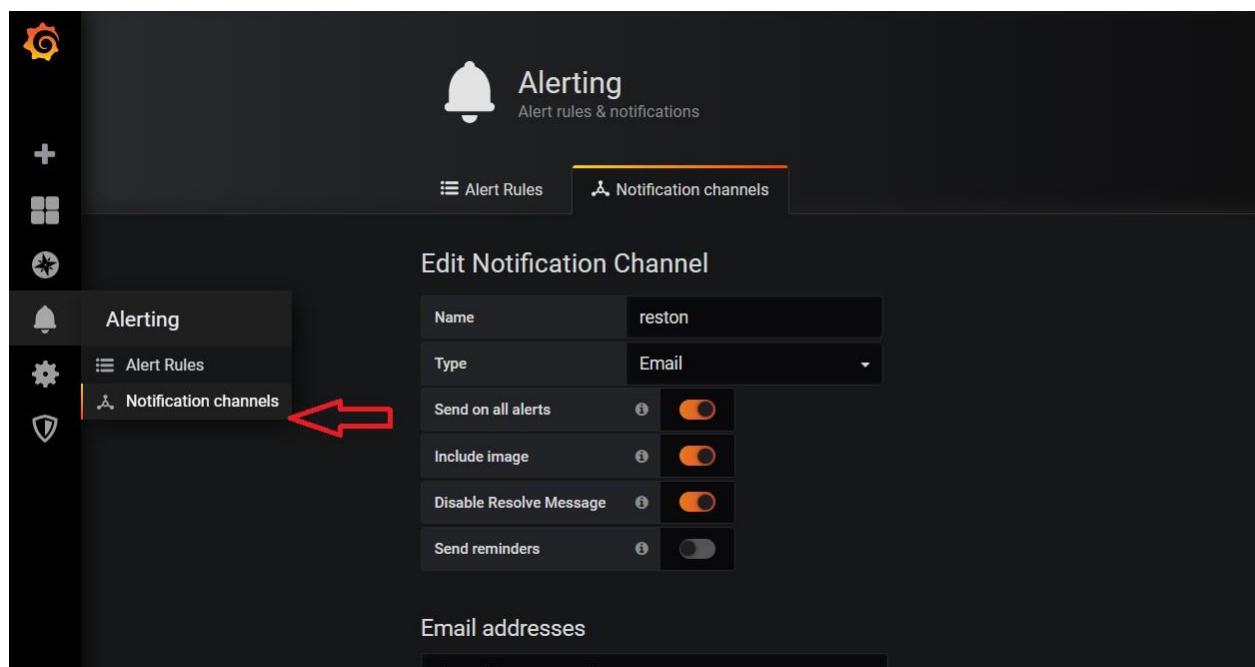 Alerting
Alert rules & notifications
Alert Rules
Notification channels
Edit Notification Channel
Name reston
Type Email
Send on all alerts
Include image
Disable Resolve Message
Send reminders
Email addresses
Alerting
Alert Rules
Notification channels